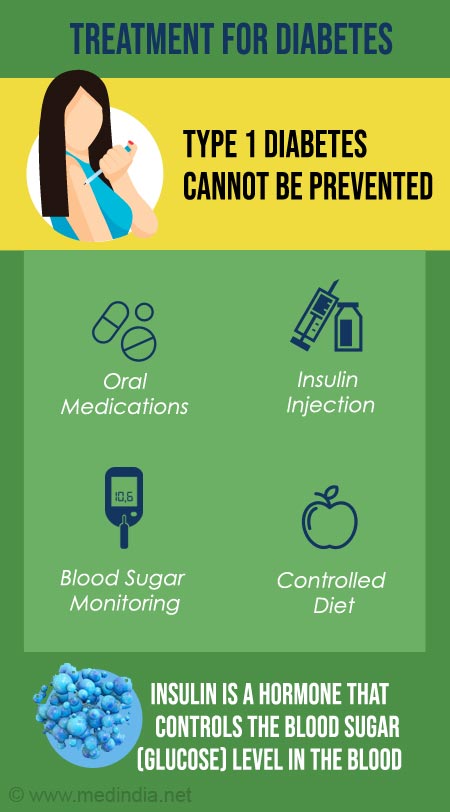 TREATMENT FOR DIABETES
TYPE 1 DIABETES
CANNOT BE PREVENTED
Oral
Medications
Insulin
Injection
10,6
Blood Sugar
Monitoring
Controlled
Diet
INSULIN IS A HORMONE THAT
CONTROLS THE BLOOD SUGAR
(GLUCOSE) LEVEL IN THE BLOOD
© www.medindia.net